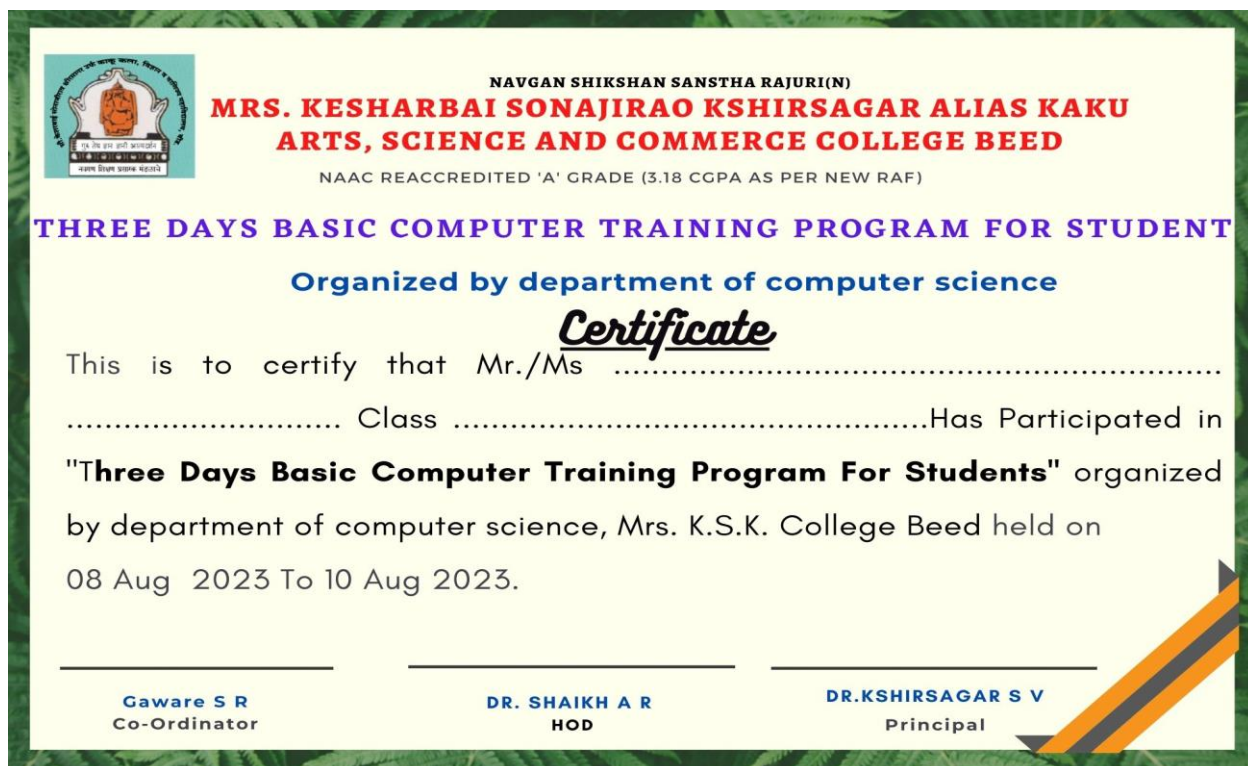 NAVGAN SHIKSHAN SANSTHA RAJURI(N)
MRS. KESHARBAI SONAJIRAO KSHIRSAGAR ALIAS KAKU
ARTS, SCIENCE AND COMMERCE COLLEGE BEED
NAAC REACCREDITED 'A' GRADE (3.18 CGPA AS PER NEW RAF)
THREE DAYS BASIC COMPUTER TRAINING PROGRAM FOR STUDENT
Organized by department of computer science
Certificate
This is to certify that Mr./Ms ................................................................
............................. Class ..................................................Has Participated in
"Three Days Basic Computer Training Program For Students" organized
by department of computer science, Mrs. K.S.K. College Beed held on
08 Aug 2023 To 10 Aug 2023.
Gaware S R
Co-Ordinator
DR. SHAIKH A R
HOD
DR.KSHIRSAGAR S V
Principal